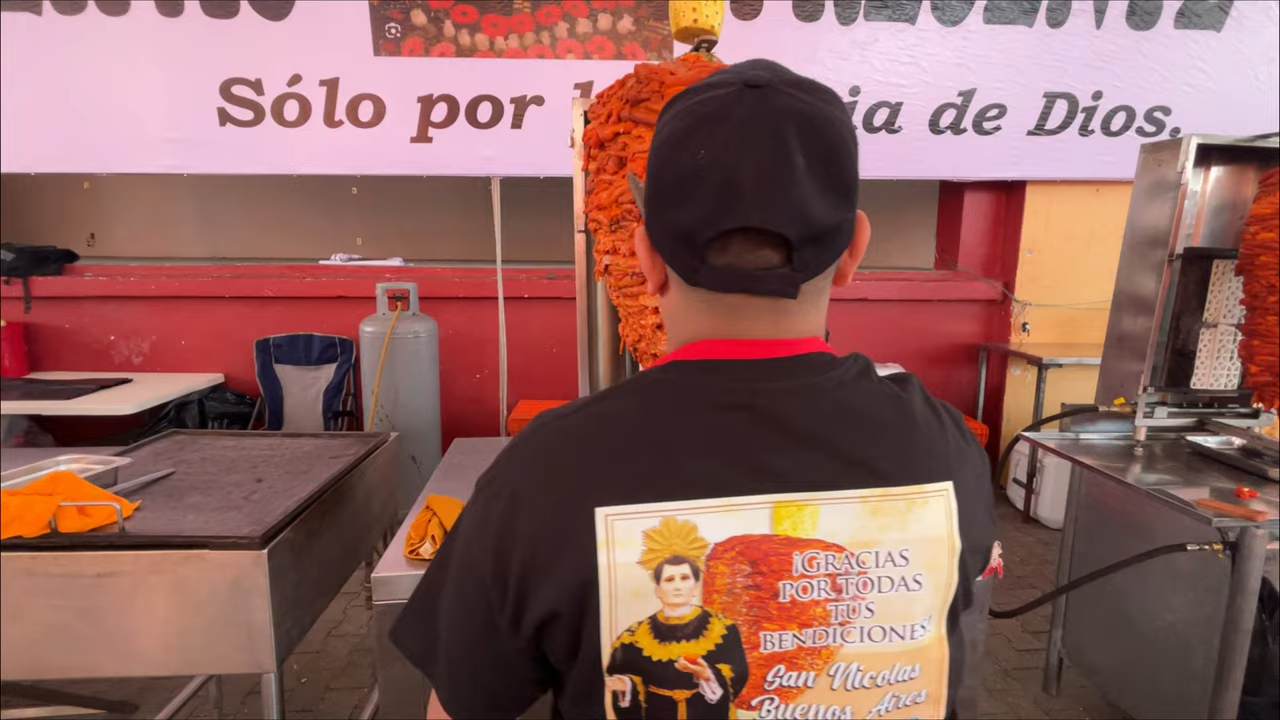 Sólo por de Dios.
¡GRACIAS
POR TODAS
TUS
BENDICIONES!
San Nicolas
Buenos Aires